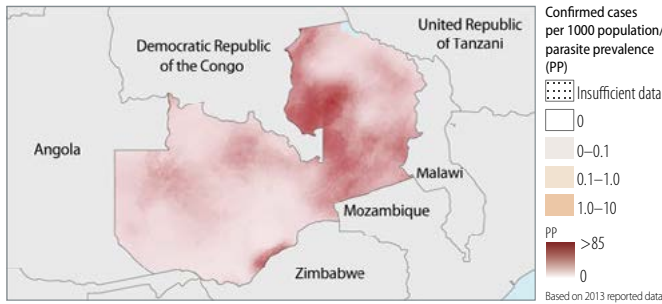 Democratic Republic
of the Congo
United Republic
of Tanzani
Angola
Malawi
Mozambique
Zimbabwe
Confirmed cases
per 1000 population/
parasite prevalence
(PP)
Insufficient data
0
0–0.1
0.1–1.0
1.0–10
PP
>85
0
Based on 2013 reported data